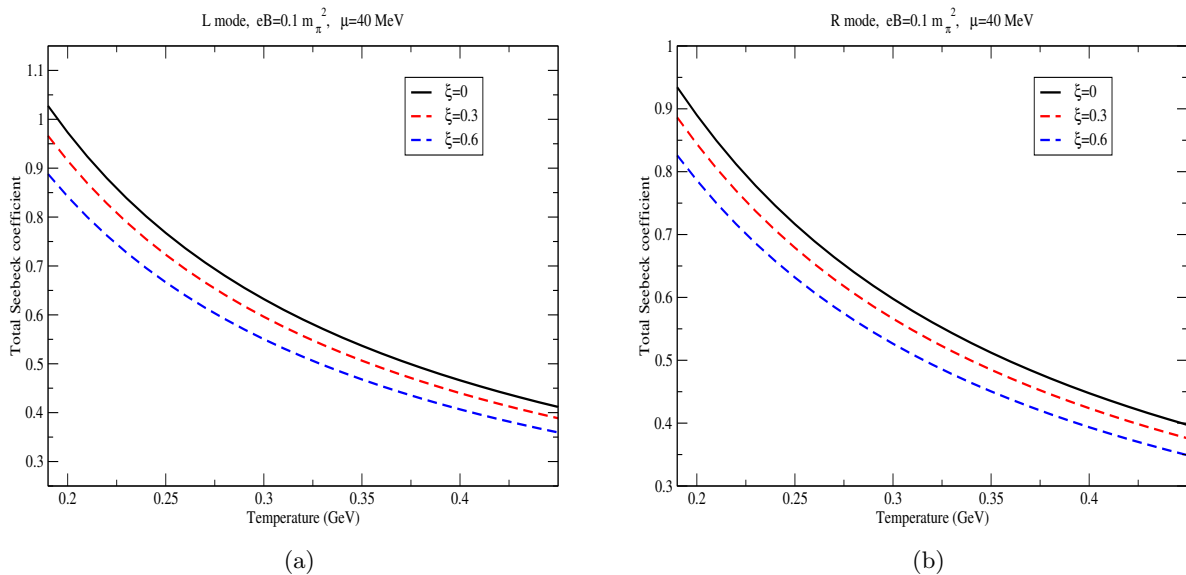 L mode, eB=0.1 m_π^2, μ=40 MeV
Total Seebeck coefficient
1.1
1
0.9
0.8
0.7
0.6
0.5
0.4
0.3
ξ=0
ξ=0.3
ξ=0.6
0.2 0.25 0.3 0.35 0.4
Temperature (GeV)
(a)
R mode, eB=0.1 m_π^2, μ=40 MeV
Total Seebeck coefficient
1
0.9
0.8
0.7
0.6
0.5
0.4
0.3
ξ=0
ξ=0.3
ξ=0.6
0.2 0.25 0.3 0.35 0.4
Temperature (GeV)
(b)